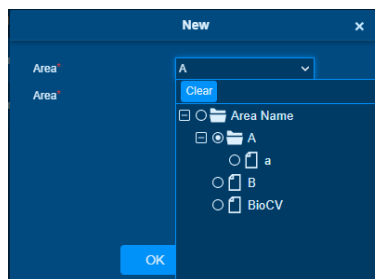 New ×
Area* A
Clear
Area*
Area Name
A
a
B
BioCV
OK